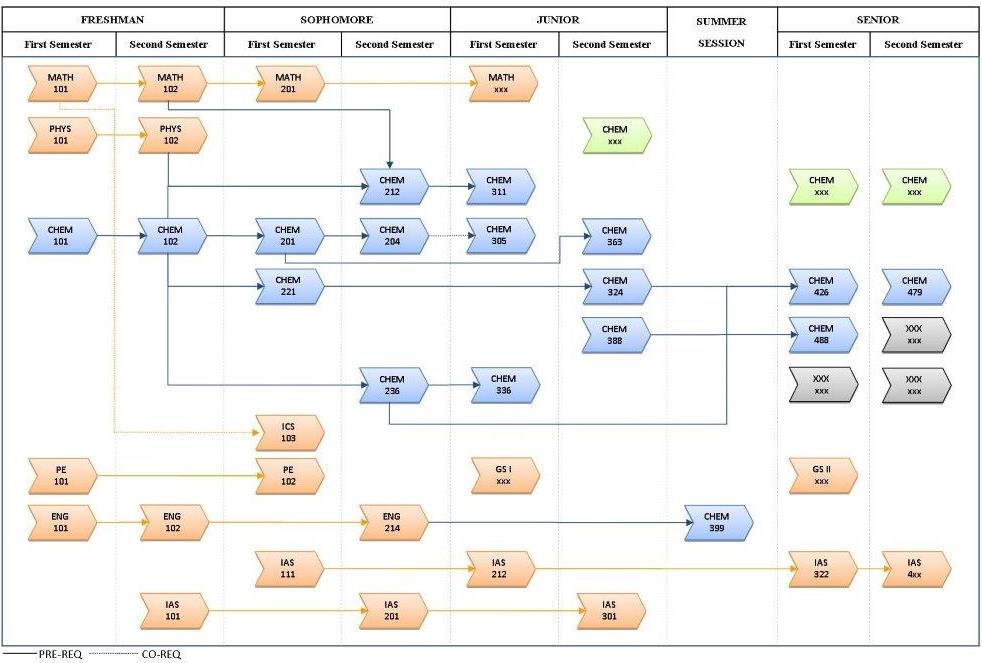 FRESHMAN SOPHOMORE JUNIOR SUMMER SESSION SENIOR
First Semester Second Semester First Semester Second Semester First Semester Second Semester First Semester Second Semester
MATH 101 MATH 102 MATH 201 MATH xxx
PHYS 101 PHYS 102 CHEM xxx
CHEM 212 CHEM 311 CHEM xxx CHEM xxx
CHEM 101 CHEM 102 CHEM 201 CHEM 204 CHEM 305 CHEM 363
CHEM 221 CHEM 324 CHEM 426 CHEM 479
CHEM 388 CHEM 488 XXX xxx
CHEM 236 CHEM 336 XXX xxx XXX xxx
ICS 103
PE 101 PE 102 GS I xxx GS II xxx
ENG 101 ENG 102 ENG 214 CHEM 399
IAS 111 IAS 212 IAS 322 IAS 4xx
IAS 101 IAS 201 IAS 301
PRE-REQ CO-REQ